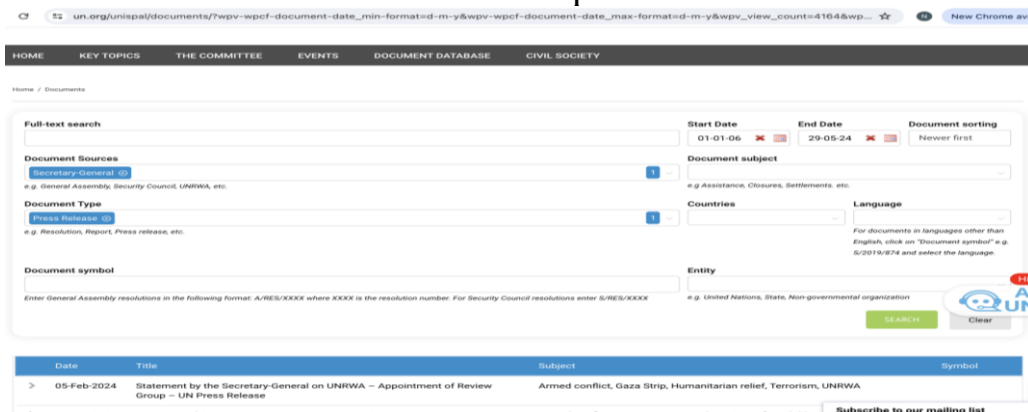 un.org/unispal/documents/?wpv-wpcf-document-date_min-format=d-m-y&wpv-wpcf-document-date_max-format=d-m-y&wpv_view_count=4164&wp...
N
New Chrome av
HOME KEY TOPICS THE COMMITTEE EVENTS DOCUMENT DATABASE CIVIL SOCIETY
Home / Documents
Full-text search Start Date End Date Document sorting
01-01-06 29-05-24 Newer first
Document Sources Document subject
Secretary-General 1
e.g. General Assembly, Security Council, UNRWA, etc. e.g Assistance, Closures, Settlements. etc.
Document Type Countries Language
Press Release 1
e.g. Resolution, Report, Press release, etc. For documents in languages other than
English, click on "Document symbol" e.g.
S/2019/874 and select the language.
Document symbol Entity
Enter General Assembly resolutions in the following format: A/RES/XXXX where XXXX is the resolution number. For Security Council resolutions enter S/RES/XXXX e.g. United Nations, State, Non-governmental organization
SEARCH Clear
Date Title Subject Symbol
> 05-Feb-2024 Statement by the Secretary-General on UNRWA – Appointment of Review Armed conflict, Gaza Strip, Humanitarian relief, Terrorism, UNRWA
Group – UN Press Release
Subscribe to our mailing list